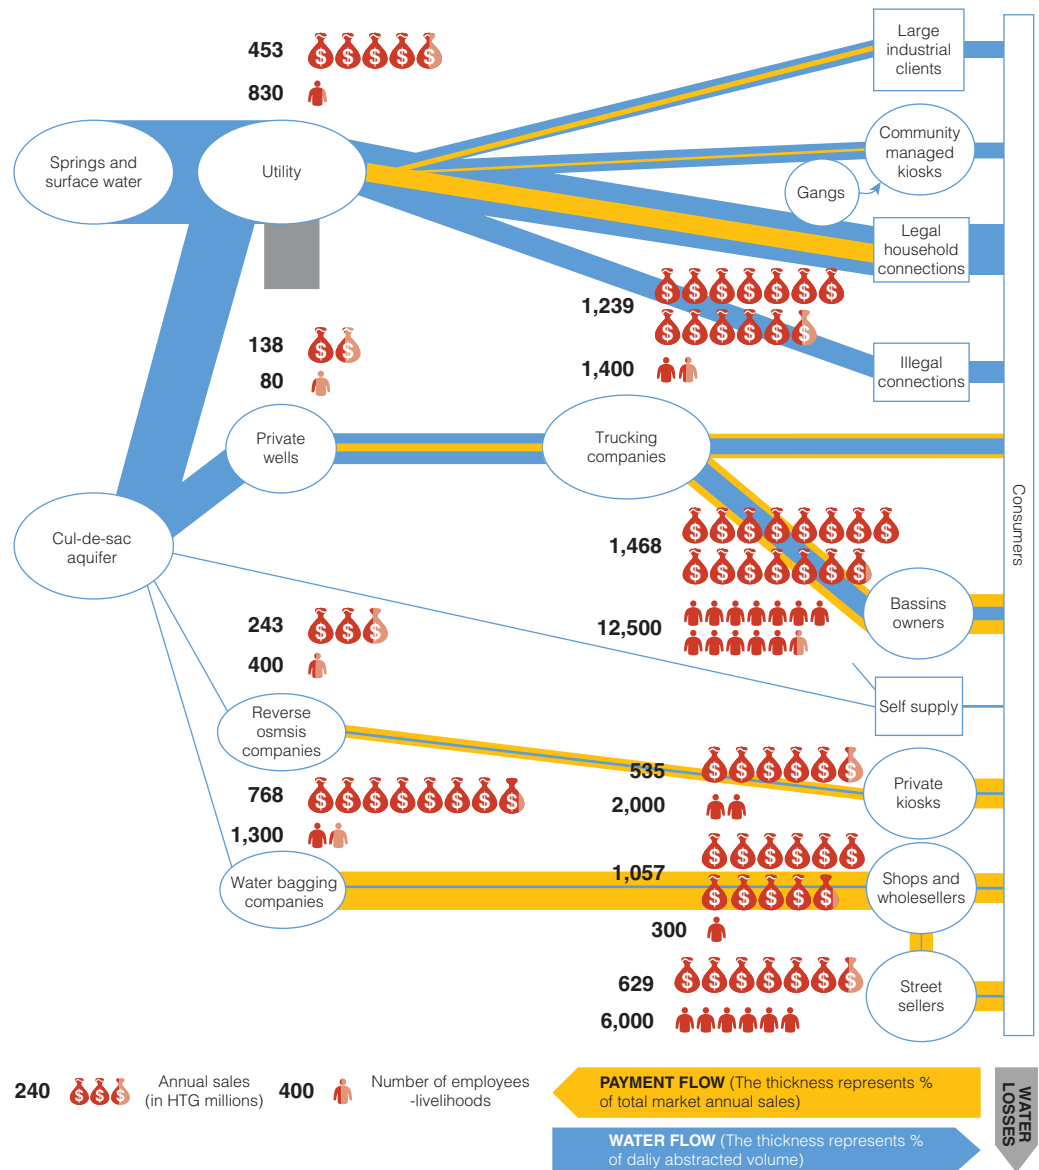 453
830
Large
industrial
clients
Springs and
surface water
Utility
Community
managed
kiosks
Gangs
Legal
household
connections
1,239
1,400
Illegal
connections
138
80
Private
wells
Trucking
companies
Consumers
Cul-de-sac
aquifer
1,468
12,500
Bassins
owners
243
400
Self supply
Reverse
osmsis
companies
535
2,000
Private
kiosks
768
1,300
Water bagging
companies
1,057
300
Shops and
wholesellers
629
6,000
Street
sellers
240
Annual sales
(in HTG millions)
400
Number of employees
-livelihoods
PAYMENT FLOW (The thickness represents %
of total market annual sales)
WATER FLOW (The thickness represents %
of daliy abstracted volume)
WATER
LOSSES